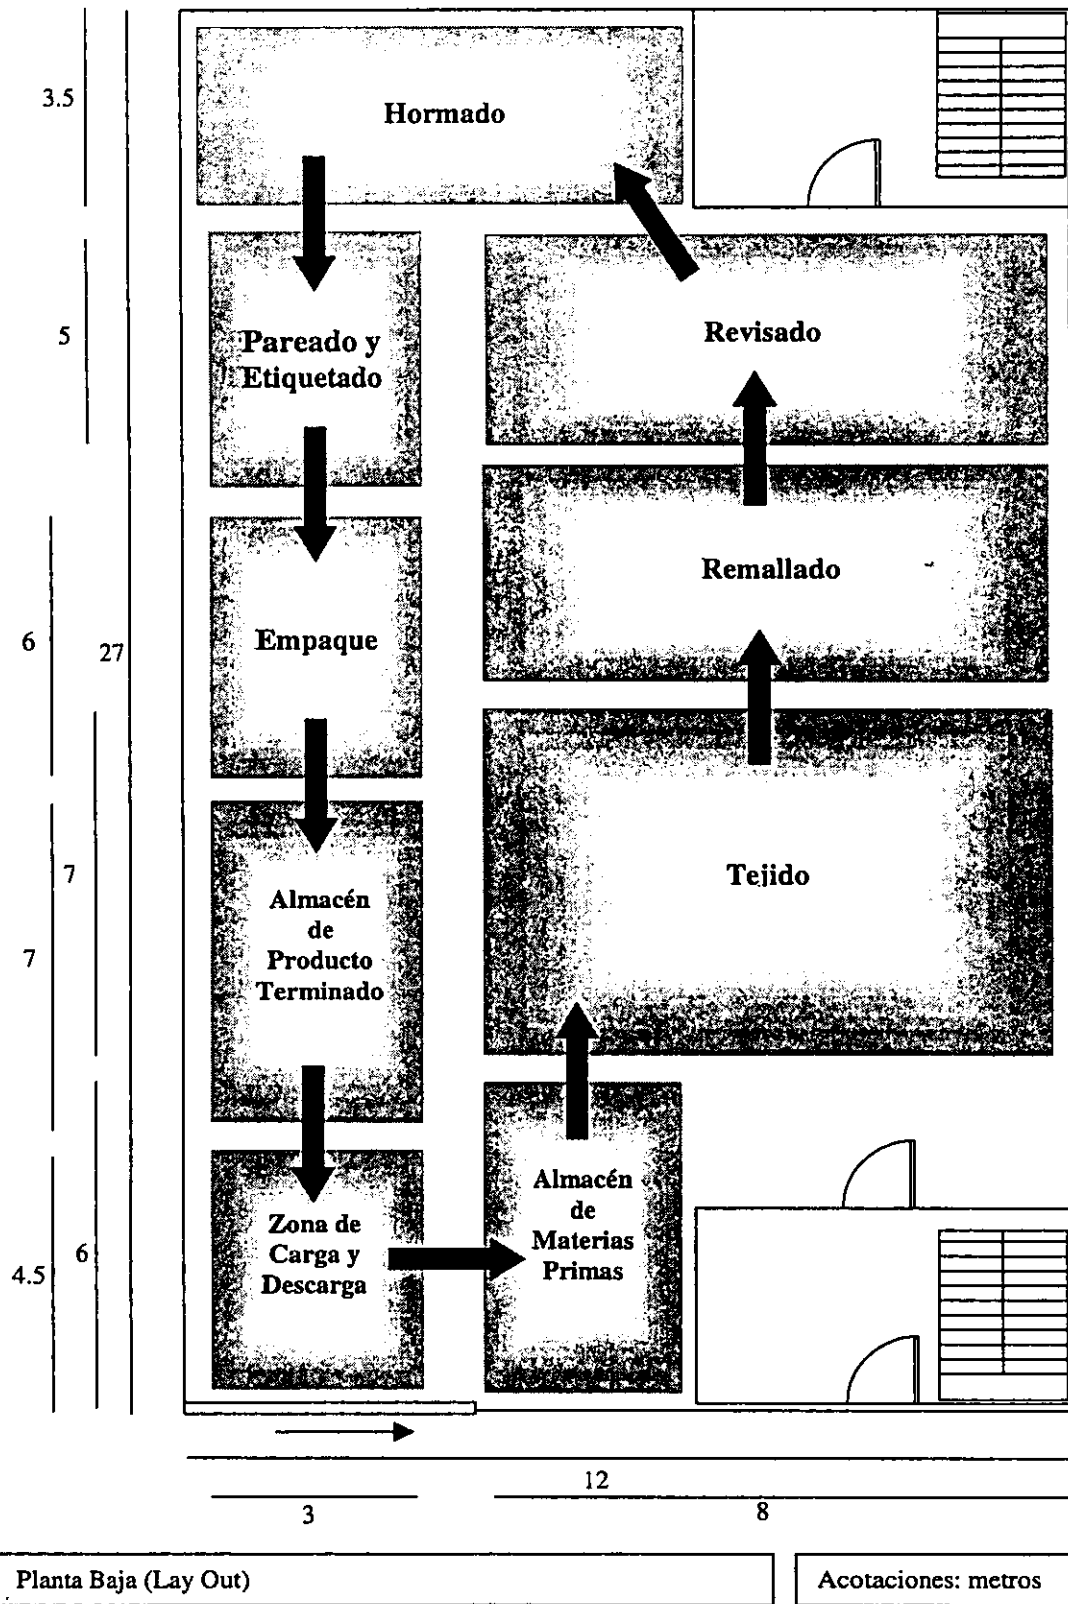 3.5
Hormado
5
Pareado y
Etiquetado
Revisado
6
27
Empaque
Remallado
7
7
Almacén
de
Producto
Terminado
Tejido
4.5
6
Zona de
Carga y
Descarga
Almacén
de
Materias
Primas
12
3
8
Planta Baja (Lay Out)
Acotaciones: metros